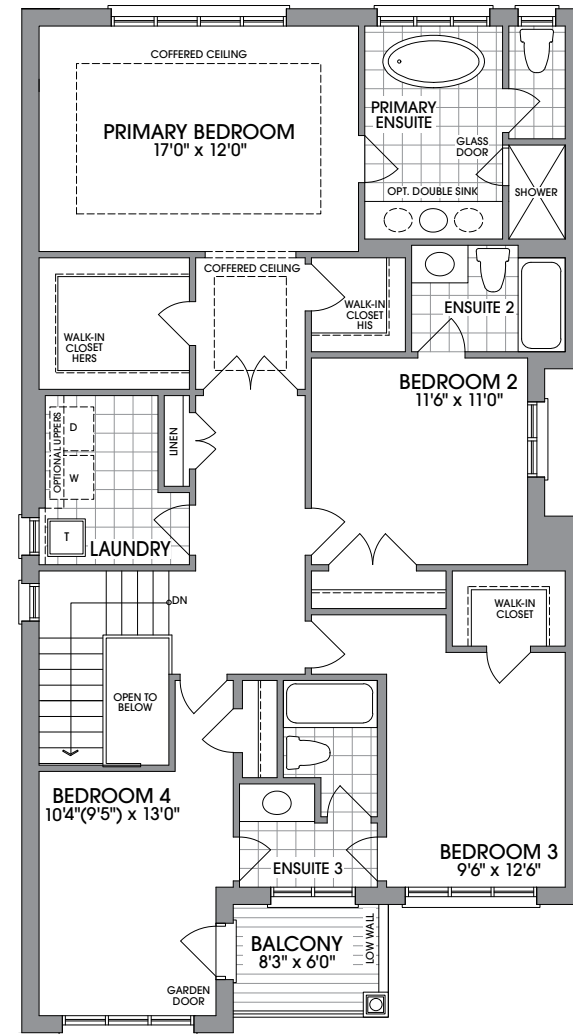 COFFERED CEILING
PRIMARY BEDROOM
17'0" x 12'0"
PRIMARY
ENSUITE
GLASS
DOOR
OPT. DOUBLE SINK
SHOWER
COFFERED CEILING
WALK-IN
CLOSET
HERS
WALK-IN
CLOSET
HIS
ENSUITE 2
BEDROOM 2
11'6" x 11'0"
OPTIONAL UPPERS
D
W
T
LINEN
LAUNDRY
DN
OPEN TO
BELOW
WALK-IN
CLOSET
BEDROOM 4
10'4"(9'5") x 13'0"
ENSUITE 3
BEDROOM 3
9'6" x 12'6"
BALCONY
8'3" x 6'0"
LOW WALL
GARDEN
DOOR